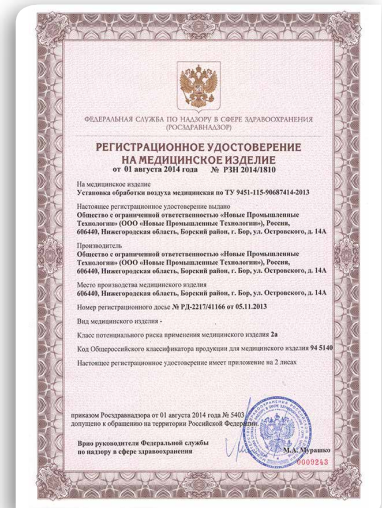 ФЕДЕРАЛЬНАЯ СЛУЖБА ПО НАДЗОРУ В СФЕРЕ ЗДРАВООХРАНЕНИЯ
(РОСЗДРАВНАДЗОР)
РЕГИСТРАЦИОННОЕ УДОСТОВЕРЕНИЕ
НА МЕДИЦИНСКОЕ ИЗДЕЛИЕ
от 01 августа 2014 года № РЗН 2014/1810
На медицинское изделие
Установка обработки воздуха медицинская по ТУ 9451-115-90687414-2013
Настоящее регистрационное удостоверение выдано
Общество с ограниченной ответственностью «Новые Промышленные
Технологии» (ООО «Новые Промышленные Технологии»), Россия,
606440, Нижегородская область, Борский район, г. Бор, ул. Островского, д. 14А
Производитель
Общество с ограниченной ответственностью «Новые Промышленные
Технологии» (ООО «Новые Промышленные Технологии»), Россия,
606440, Нижегородская область, Борский район, г. Бор, ул. Островского, д. 14А
Место производства медицинского изделия
606440, Нижегородская область, Борский район, г. Бор, ул. Островского, д. 14А
Номер регистрационного досье № РД-2217/41166 от 05.11.2013
Вид медицинского изделия -
Класс потенциального риска применения медицинского изделия 2а
Код Общероссийского классификатора продукции для медицинского изделия 94 5140
Настоящее регистрационное удостоверение имеет приложение на 2 листах
приказом Росздравнадзора от 01 августа 2014 года № 5403
допущено к обращению на территории Российской Федерации.
Врио руководителя Федеральной службы
по надзору в сфере здравоохранения
М.А. Мурашко
0009243